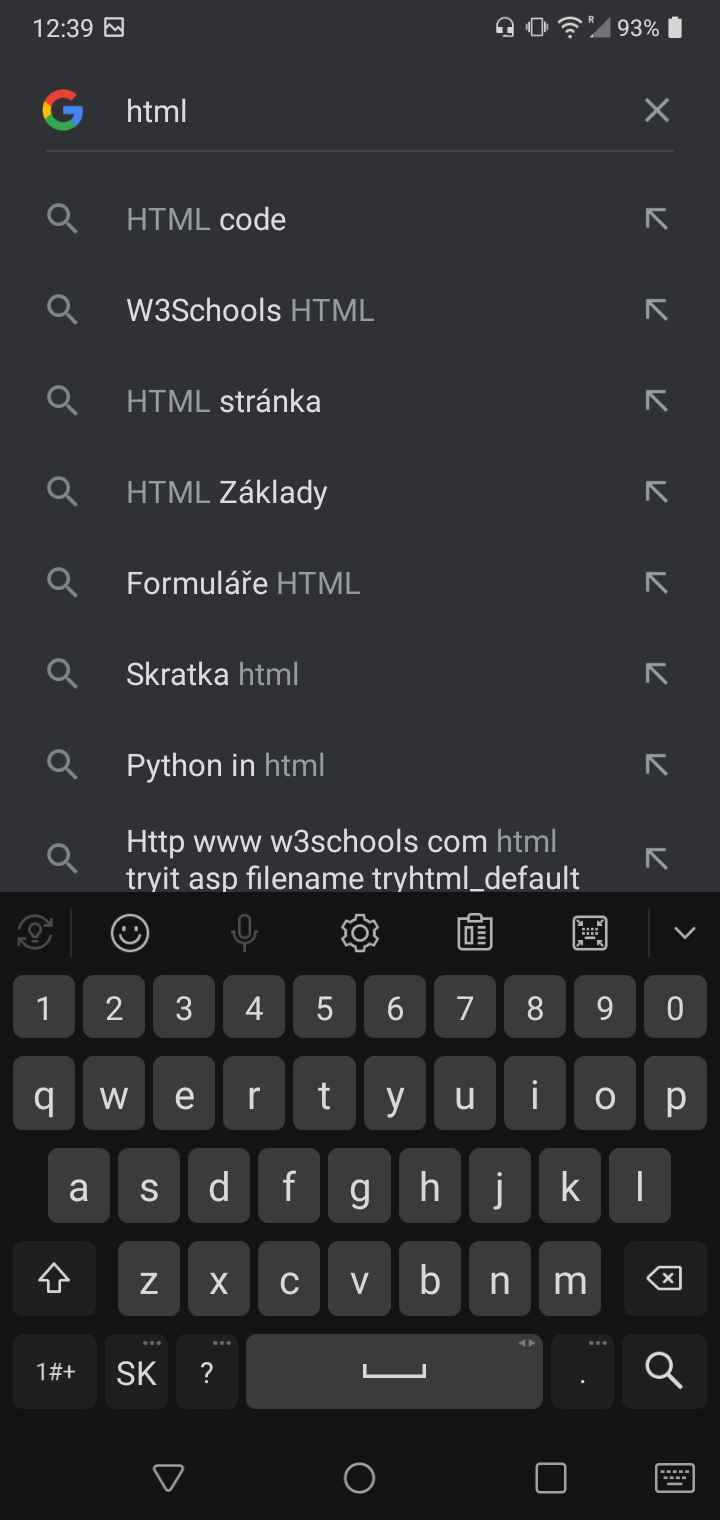 12:39
R 93%
html
HTML code
W3Schools HTML
HTML stránka
HTML Základy
Formuláře HTML
Skratka html
Python in html
Http www w3schools com html
tryit asp filename tryhtml_default
1 2 3 4 5 6 7 8 9 0
q w e r t y u i o p
a s d f g h j k l
z x c v b n m
1#+ SK ? .